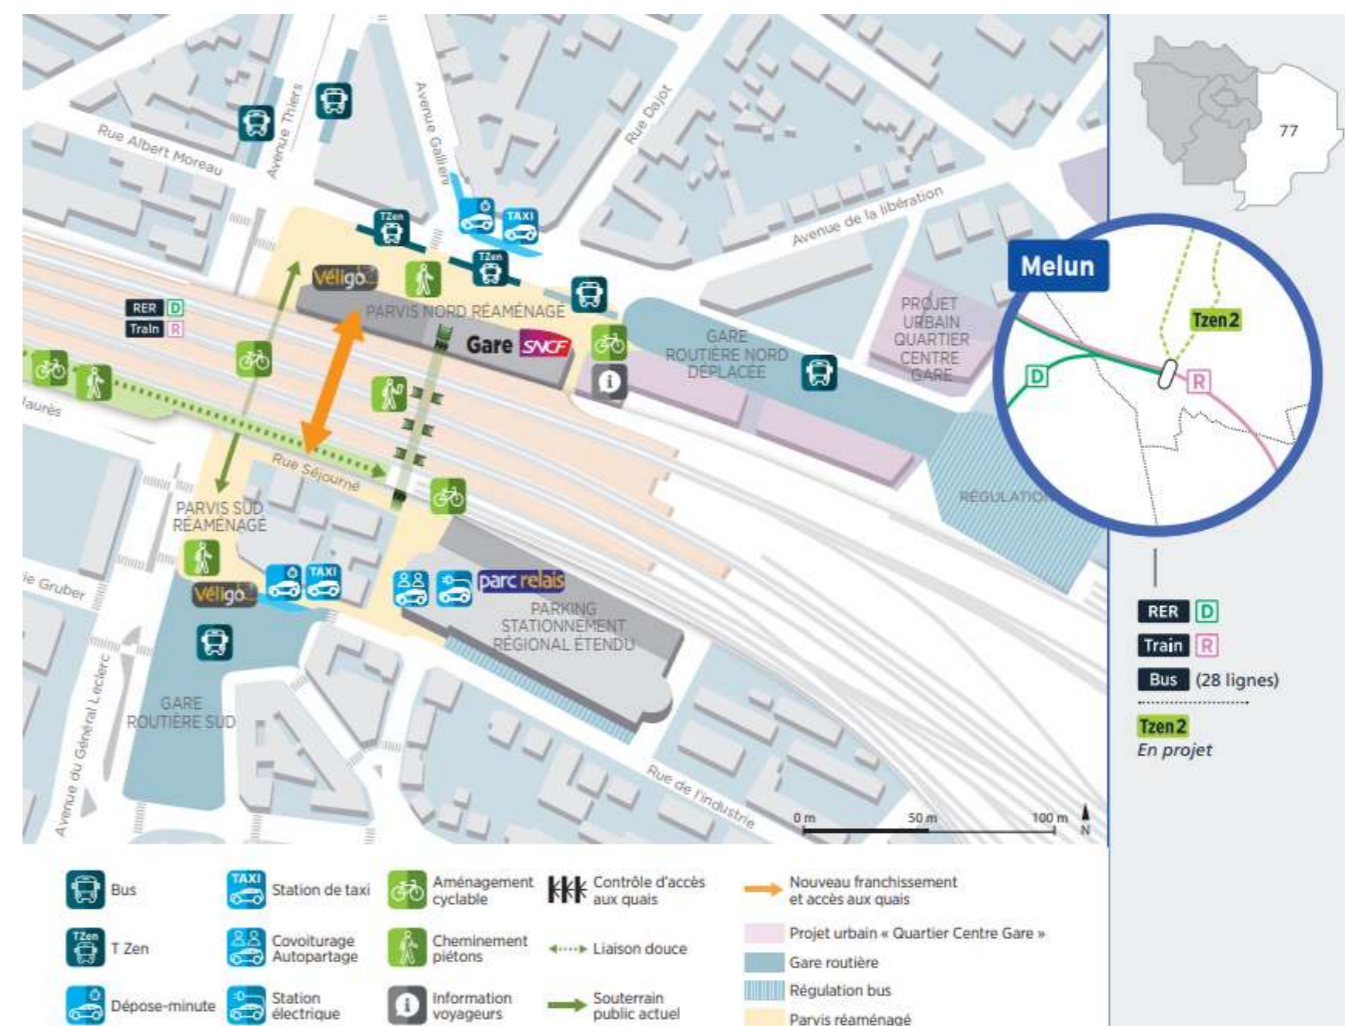 Rue Albert Moreau
Avenue Thiers
Avenue Gallieni
Rue Dajot
Avenue de la libération
77
Melun
Tzen 2
D
R
TZen
TAXI
TZen
Véligo
PARVIS NORD RÉAMÉNAGÉ
RER D
Train R
Gare SNCF
GARE
ROUTIÈRE NORD
DÉPLACÉE
PROJET
URBAIN
QUARTIER
CENTRE
GARE
RÉGULATION
Jaurès
Rue Séjourné
PARVIS SUD
RÉAMÉNAGÉ
Gruber
Véligo
TAXI
parc relais
PARKING
STATIONNEMENT
RÉGIONAL ÉTENDU
GARE
ROUTIÈRE SUD
Avenue du Général Leclerc
Rue de l'industrie
0 m 50 m 100 m
N
RER D
Train R
Bus (28 lignes)
Tzen 2
En projet
Bus
TZen
T Zen
Dépose-minute
TAXI
Station de taxi
Covoiturage
Autopartage
Station
électrique
Aménagement
cyclable
Cheminement
piétons
Information
voyageurs
Contrôle d'accès
aux quais
Liaison douce
Souterrain
public actuel
Nouveau franchissement
et accès aux quais
Projet urbain « Quartier Centre Gare »
Gare routière
Régulation bus
Parvis réaménagé